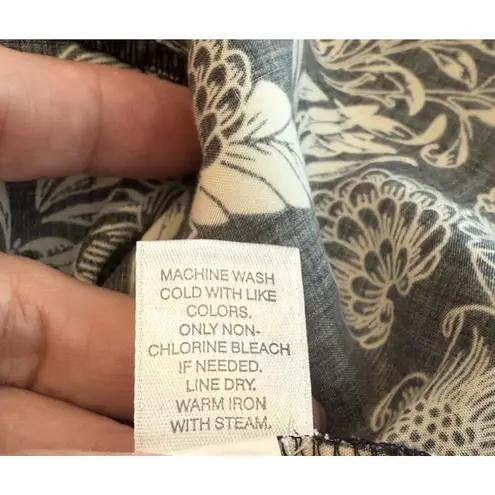 MACHINE WASH
COLD WITH LIKE
COLORS.
ONLY NON-
CHLORINE BLEACH
IF NEEDED.
LINE DRY.
WARM IRON
WITH STEAM.